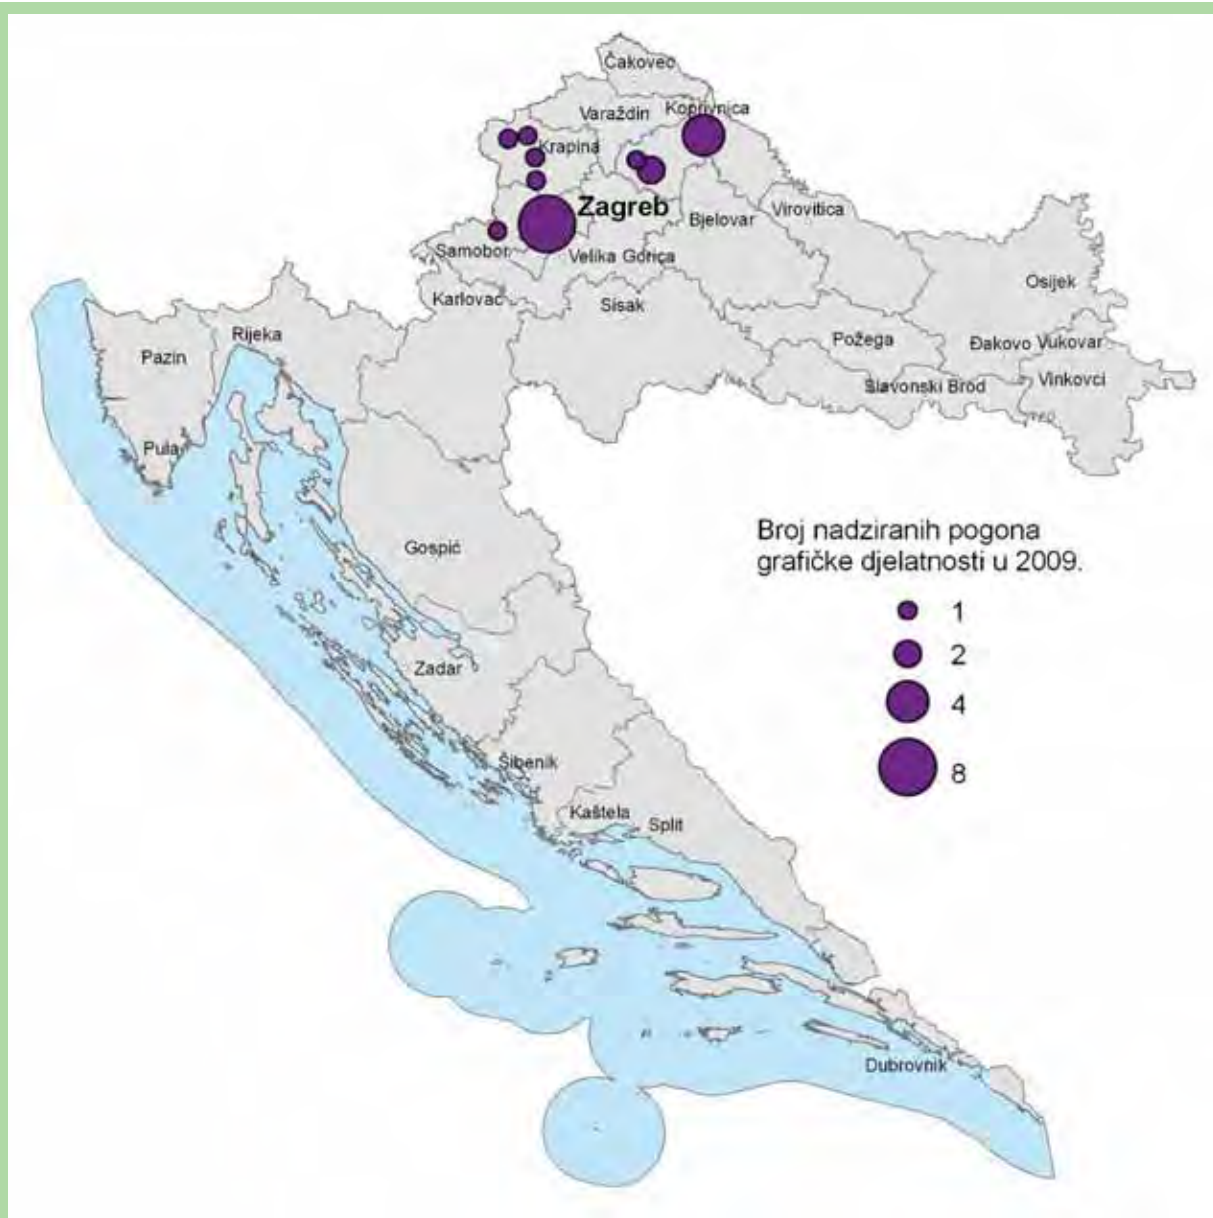 Čakovec
Varaždin
Koprivnica
Krapina
Zagreb
Bjelovar
Virovitica
Samobor
Velika Gorica
Osijek
Karlovac
Sisak
Rijeka
Pazin
Požega
Đakovo
Vukovar
Slavonski Brod
Vinkovci
Pula
Gospić
Broj nadziranih pogona
grafičke djelatnosti u 2009.
1
2
4
8
Zadar
Šibenik
Kaštela
Split
Dubrovnik